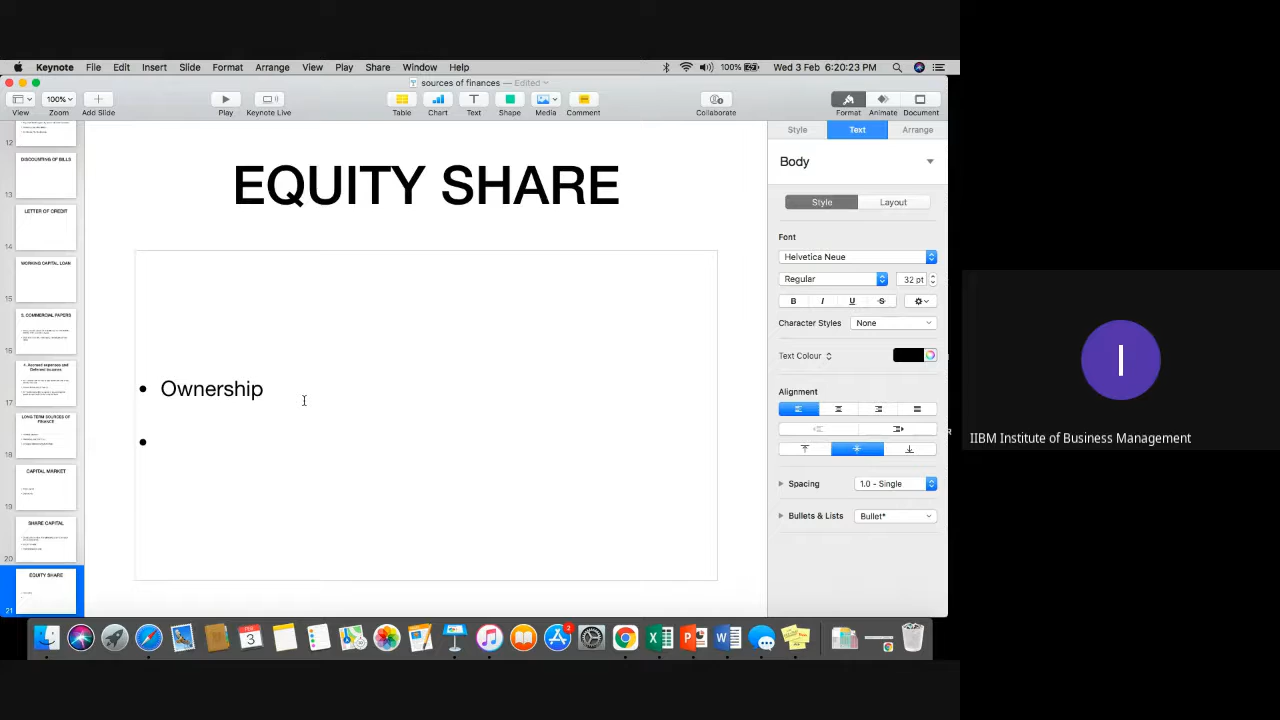 Keynote File Edit Insert Slide Format Arrange View Play Share Window Help 100% Wed 3 Feb 6:20:23 PM
sources of finances — Edited
100%
View Zoom Add Slide Play Keynote Live Table Chart Text Shape Media Comment Collaborate Format Animate Document
12
DISCOUNTING OF BILLS
13
LETTER OF CREDIT
14
WORKING CAPITAL LOAN
15
5. COMMERCIAL PAPERS
16
17
LONG TERM SOURCES OF
FINANCE
18
CAPITAL MARKET
19
SHARE CAPITAL
20
EQUITY SHARE
21
EQUITY SHARE
• Ownership
•
Style Text Arrange
Body
Style Layout
Font
Helvetica Neue
Regular 32 pt
B I U S
Character Styles None
Text Colour
Alignment
Spacing 1.0 - Single
Bullets & Lists Bullet*
I
IIBM Institute of Business Management
FEB
3
2